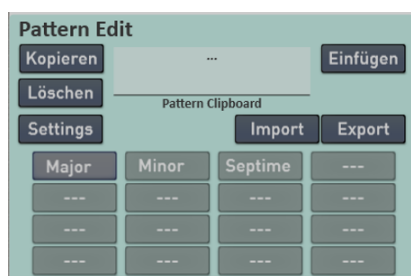 Pattern Edit
Kopieren ... Einfügen
Löschen
Pattern Clipboard
Settings Import Export
Major Minor Septime ---
--- --- --- ---
--- --- --- ---
--- --- --- ---